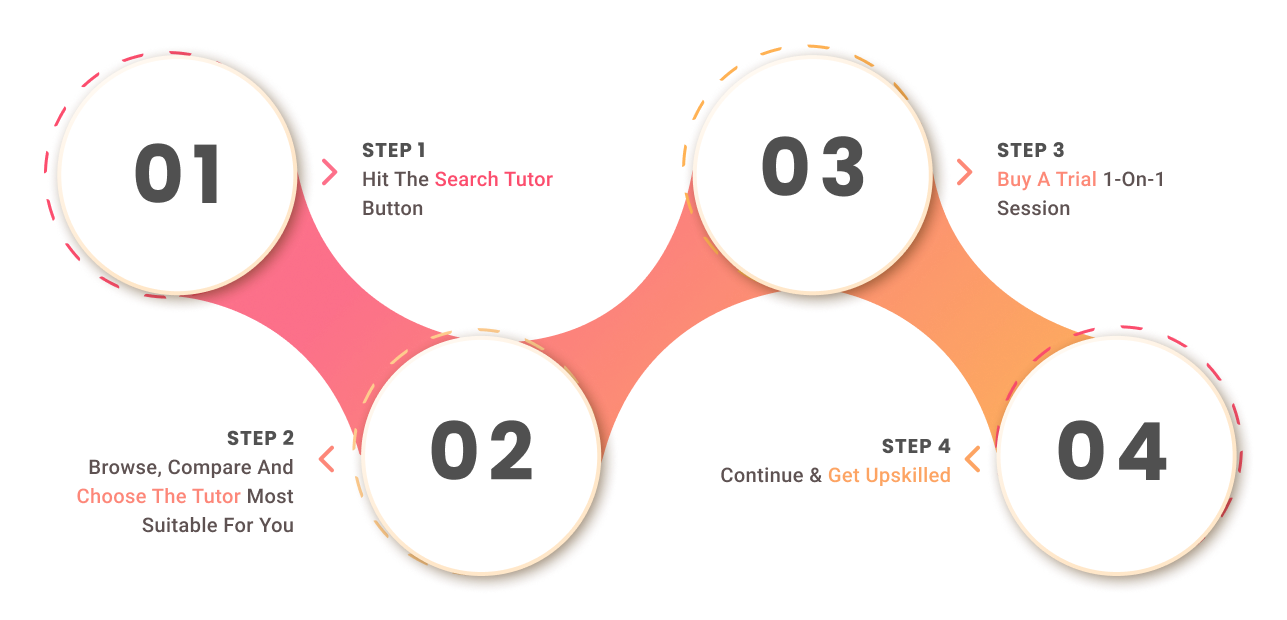 01
STEP 1
Hit The Search Tutor
Button
02
STEP 2
Browse, Compare And
Choose The Tutor Most
Suitable For You
03
STEP 3
Buy A Trial 1-On-1
Session
04
STEP 4
Continue & Get Upskilled